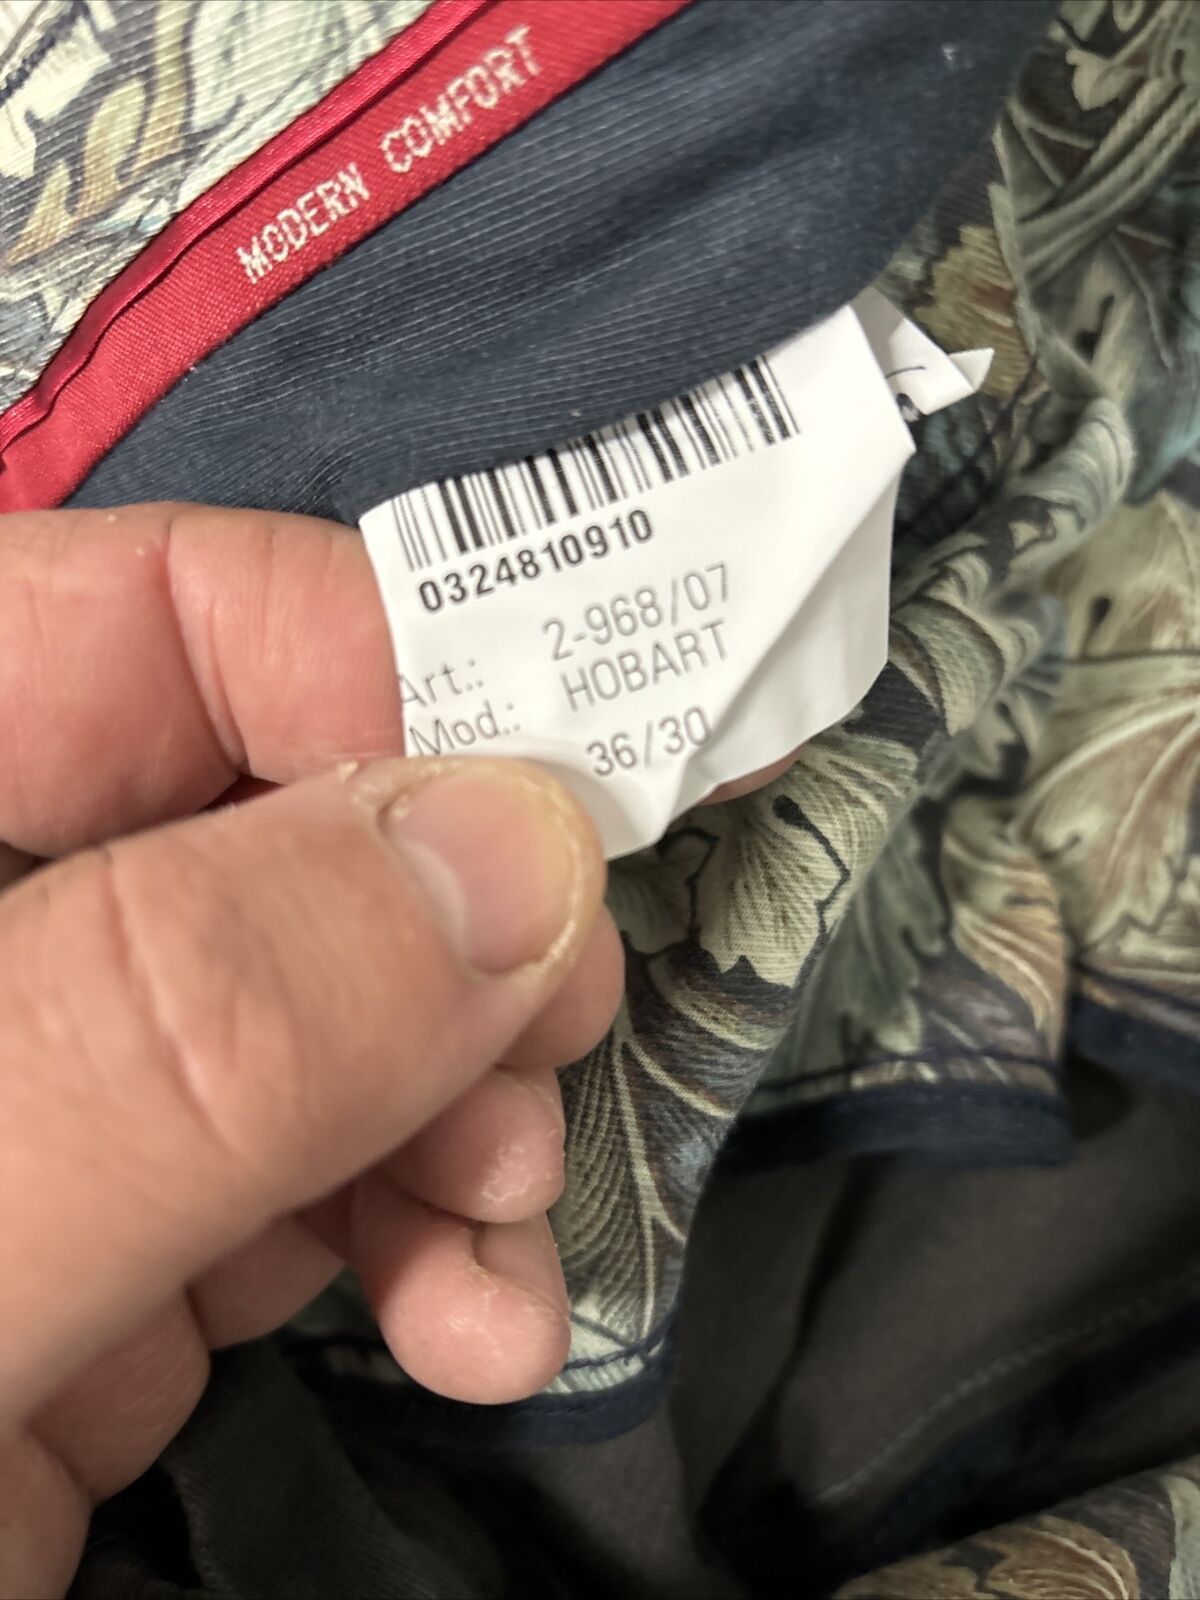 MODERN COMFORT
0324810910
Art.: 2-968/07
Mod.: HOBART
36/30